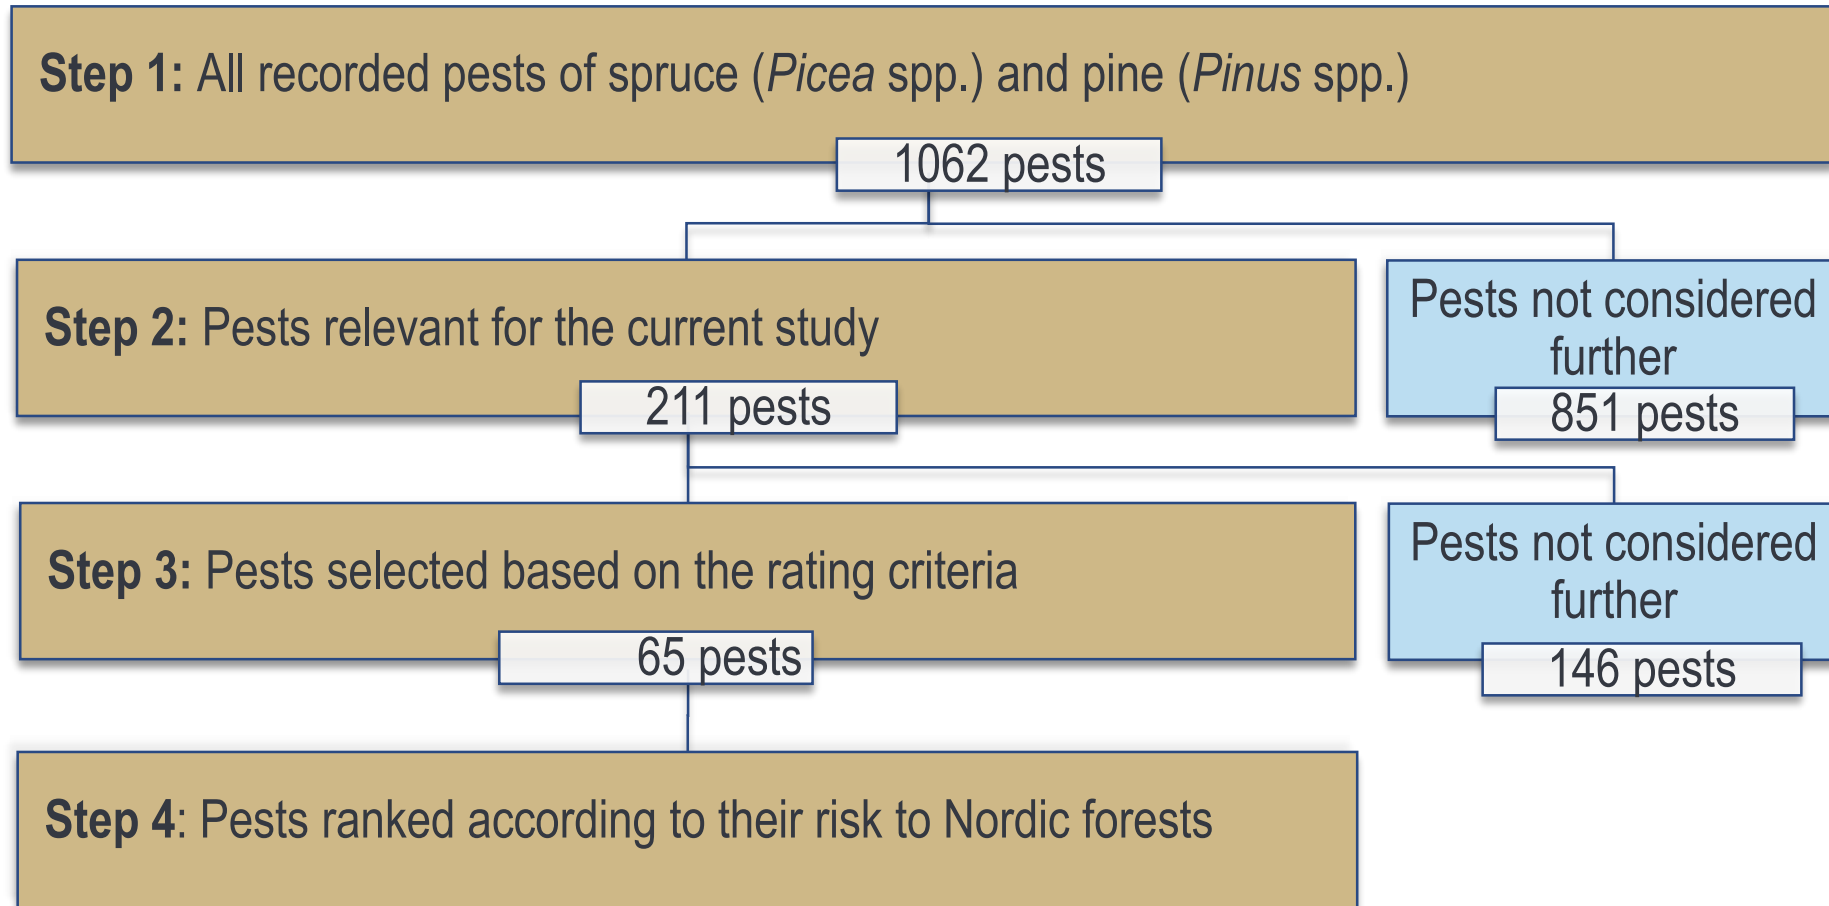 Step 1: All recorded pests of spruce (Picea spp.) and pine (Pinus spp.)
1062 pests
Step 2: Pests relevant for the current study
211 pests
Pests not considered
further
851 pests
Step 3: Pests selected based on the rating criteria
65 pests
Pests not considered
further
146 pests
Step 4: Pests ranked according to their risk to Nordic forests